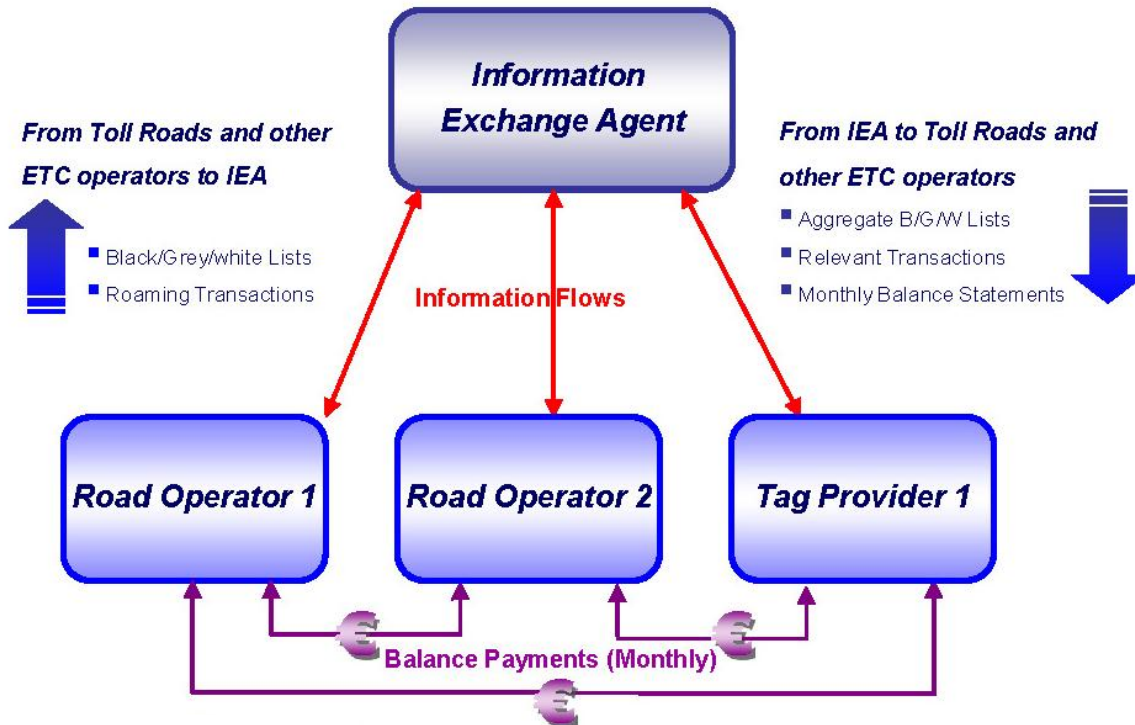 Information
Exchange Agent
From Toll Roads and other
ETC operators to IEA
Black/Grey/white Lists
Roaming Transactions
From IEA to Toll Roads and
other ETC operators
Aggregate B/G/W Lists
Relevant Transactions
Monthly Balance Statements
Information Flows
Road Operator 1
Road Operator 2
Tag Provider 1
€
€
Balance Payments (Monthly)
€